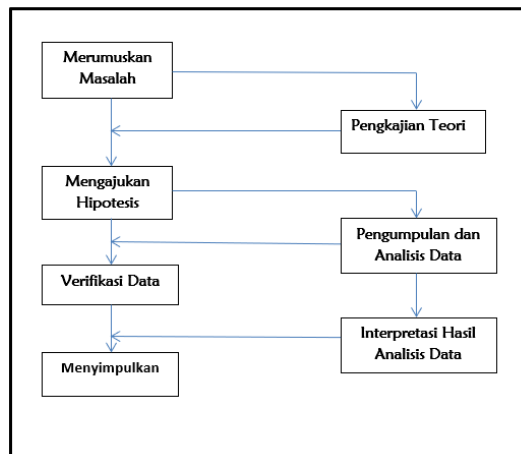 Merumuskan
Masalah
Pengkajian Teori
Mengajukan
Hipotesis
Pengumpulan dan
Analisis Data
Verifikasi Data
Interpretasi Hasil
Analisis Data
Menyimpulkan